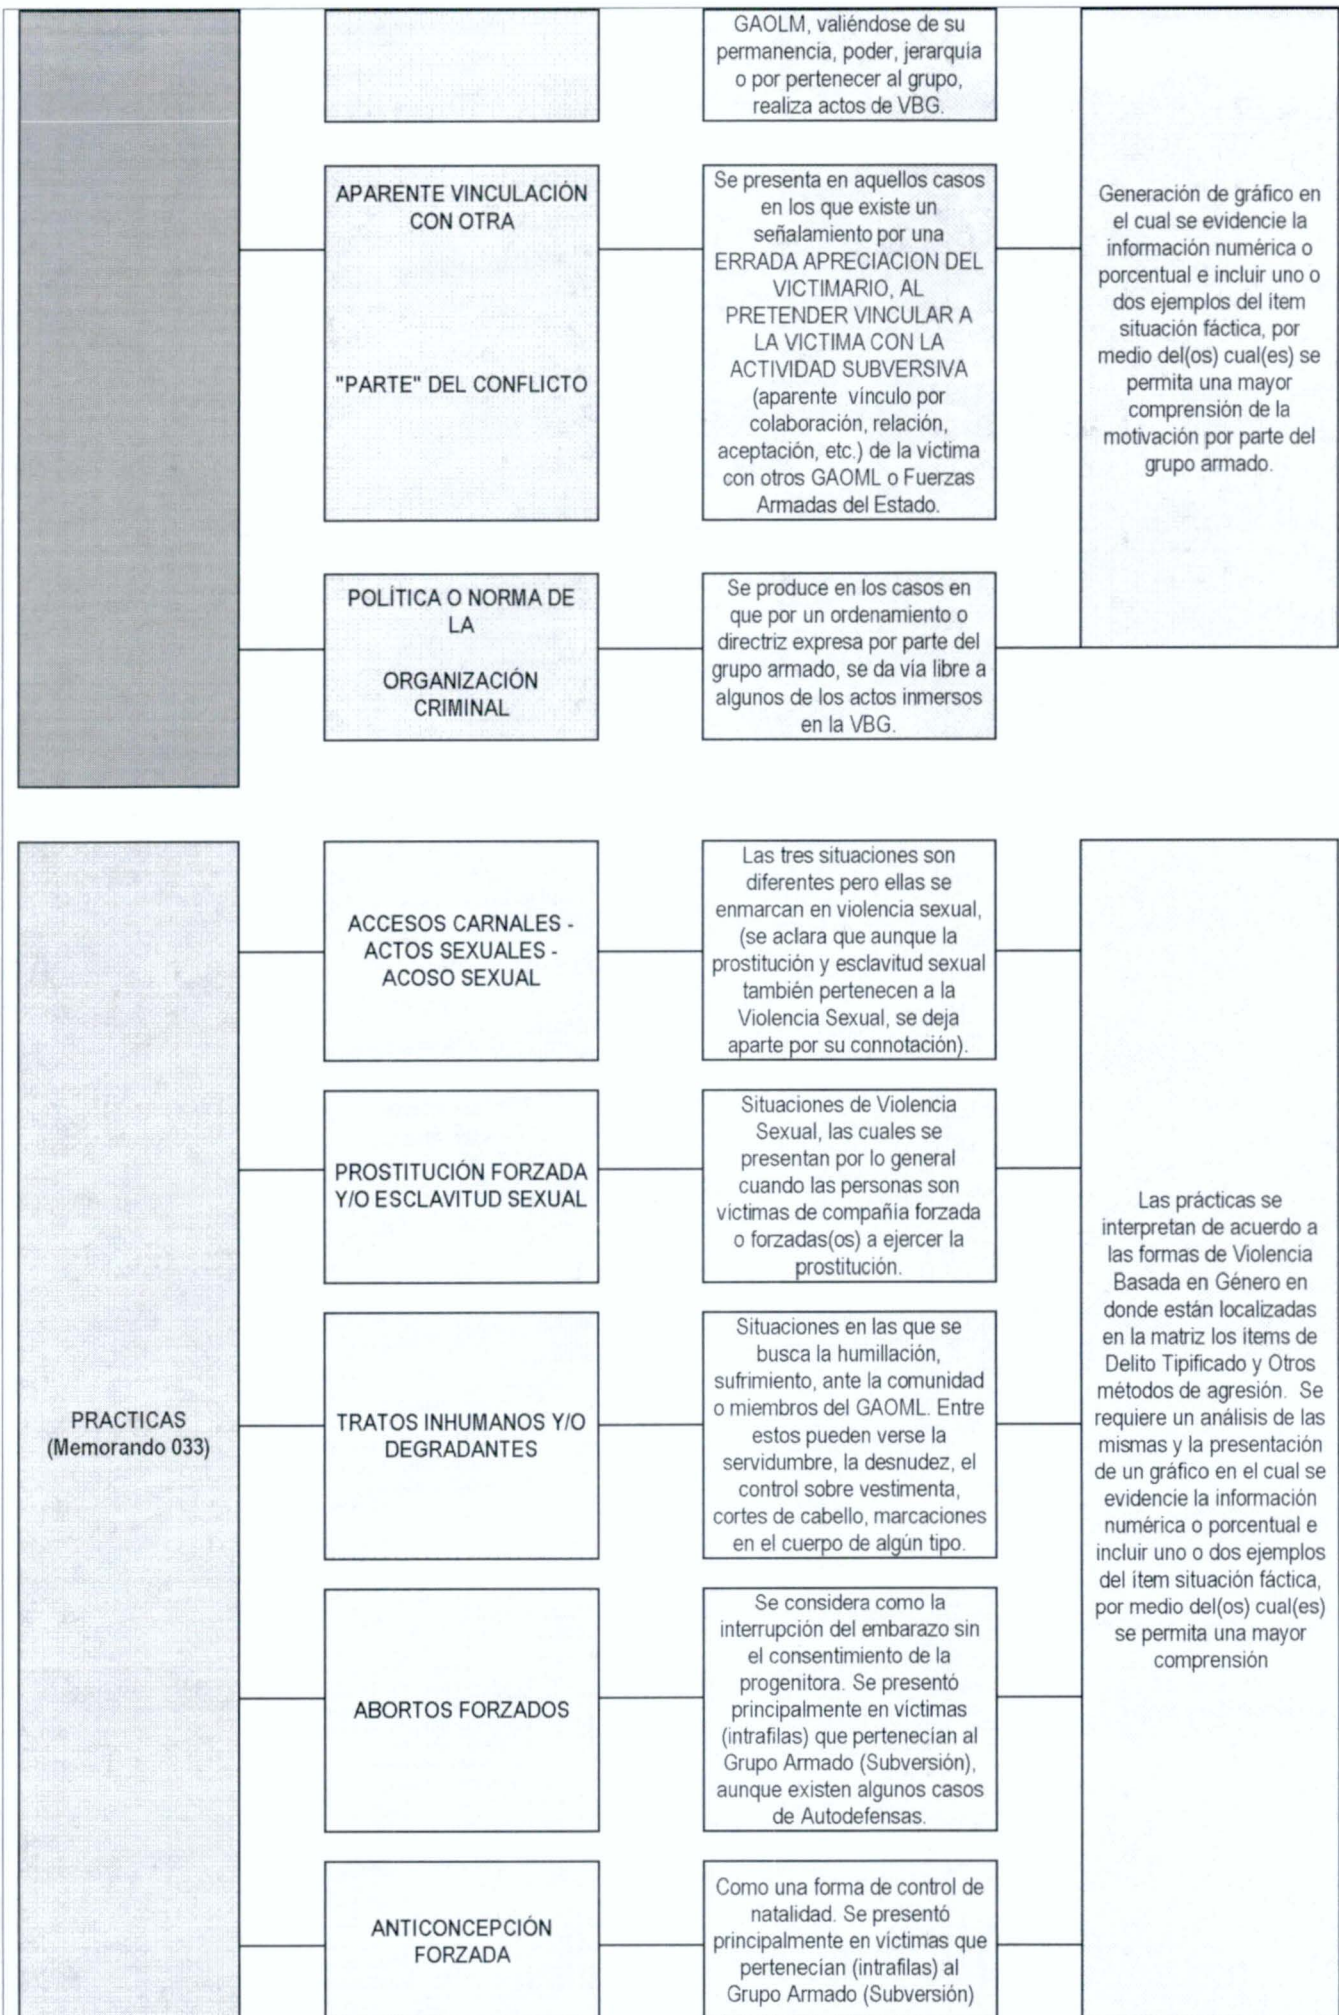 GAOLM, valiéndose de su
permanencia, poder, jerarquía
o por pertenecer al grupo,
realiza actos de VBG.
APARENTE VINCULACIÓN
CON OTRA
"PARTE" DEL CONFLICTO
Se presenta en aquellos casos
en los que existe un
señalamiento por una
ERRADA APRECIACION DEL
VICTIMARIO, AL
PRETENDER VINCULAR A
LA VICTIMA CON LA
ACTIVIDAD SUBVERSIVA
(aparente vínculo por
colaboración, relación,
aceptación, etc.) de la víctima
con otros GAOML o Fuerzas
Armadas del Estado.
Generación de gráfico en
el cual se evidencie la
información numérica o
porcentual e incluir uno o
dos ejemplos del ítem
situación fáctica, por
medio del(os) cual(es) se
permita una mayor
comprensión de la
motivación por parte del
grupo armado.
POLÍTICA O NORMA DE
LA
ORGANIZACIÓN
CRIMINAL
Se produce en los casos en
que por un ordenamiento o
directriz expresa por parte del
grupo armado, se da vía libre a
algunos de los actos inmersos
en la VBG.
PRACTICAS
(Memorando 033)
ACCESOS CARNALES -
ACTOS SEXUALES -
ACOSO SEXUAL
Las tres situaciones son
diferentes pero ellas se
enmarcan en violencia sexual,
(se aclara que aunque la
prostitución y esclavitud sexual
también pertenecen a la
Violencia Sexual, se deja
aparte por su connotación).
PROSTITUCIÓN FORZADA
Y/O ESCLAVITUD SEXUAL
Situaciones de Violencia
Sexual, las cuales se
presentan por lo general
cuando las personas son
víctimas de compañía forzada
o forzadas(os) a ejercer la
prostitución.
TRATOS INHUMANOS Y/O
DEGRADANTES
Situaciones en las que se
busca la humillación,
sufrimiento, ante la comunidad
o miembros del GAOML. Entre
estos pueden verse la
servidumbre, la desnudez, el
control sobre vestimenta,
cortes de cabello, marcaciones
en el cuerpo de algún tipo.
ABORTOS FORZADOS
Se considera como la
interrupción del embarazo sin
el consentimiento de la
progenitora. Se presentó
principalmente en víctimas
(intrafilas) que pertenecían al
Grupo Armado (Subversión),
aunque existen algunos casos
de Autodefensas.
ANTICONCEPCIÓN
FORZADA
Como una forma de control de
natalidad. Se presentó
principalmente en víctimas que
pertenecían (intrafilas) al
Grupo Armado (Subversión)
Las prácticas se
interpretan de acuerdo a
las formas de Violencia
Basada en Género en
donde están localizadas
en la matriz los ítems de
Delito Tipificado y Otros
métodos de agresión. Se
requiere un análisis de las
mismas y la presentación
de un gráfico en el cual se
evidencie la información
numérica o porcentual e
incluir uno o dos ejemplos
del ítem situación fáctica,
por medio del(os) cual(es)
se permita una mayor
comprensión